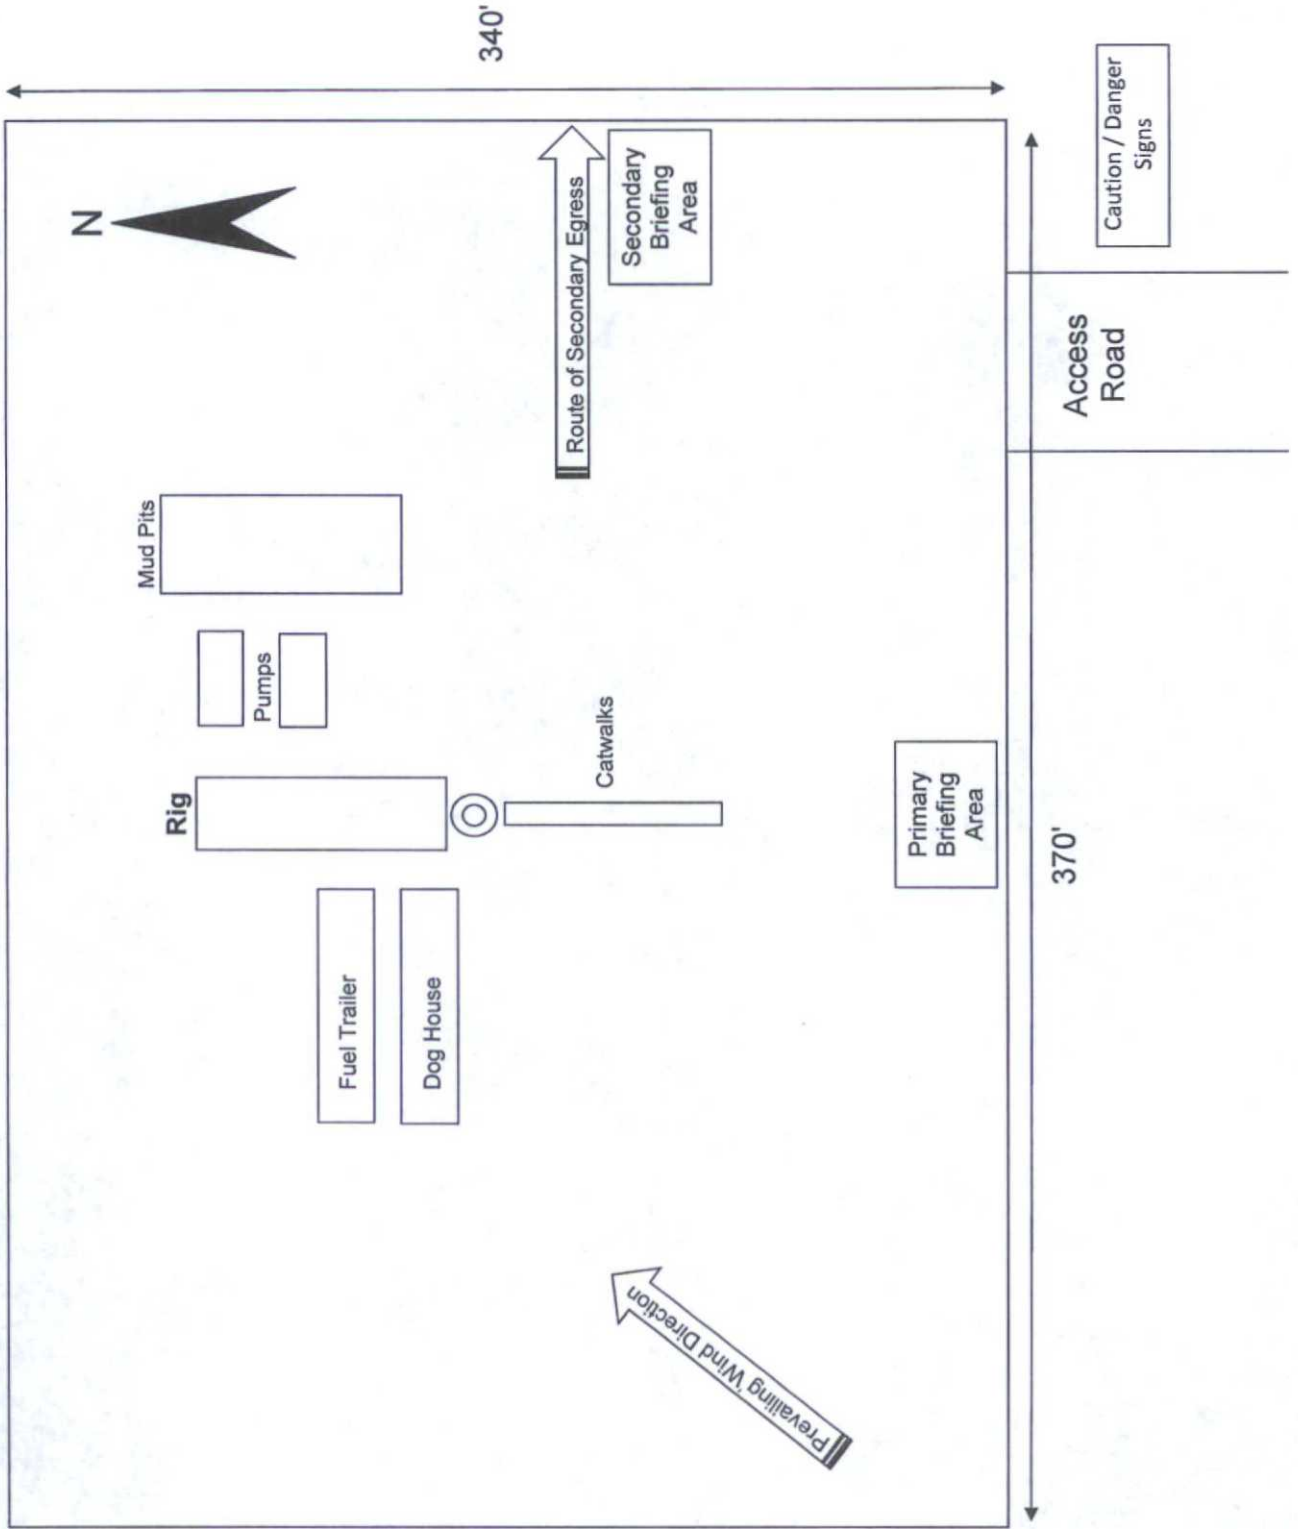 N
Mud Pits
Rig
Pumps
Fuel Trailer
Dog House
340'
Route of Secondary Egress
Catwalks
Secondary
Briefing
Area
Prevailing Wind Direction
Primary
Briefing
Area
370'
Access
Road
Caution / Danger
Signs